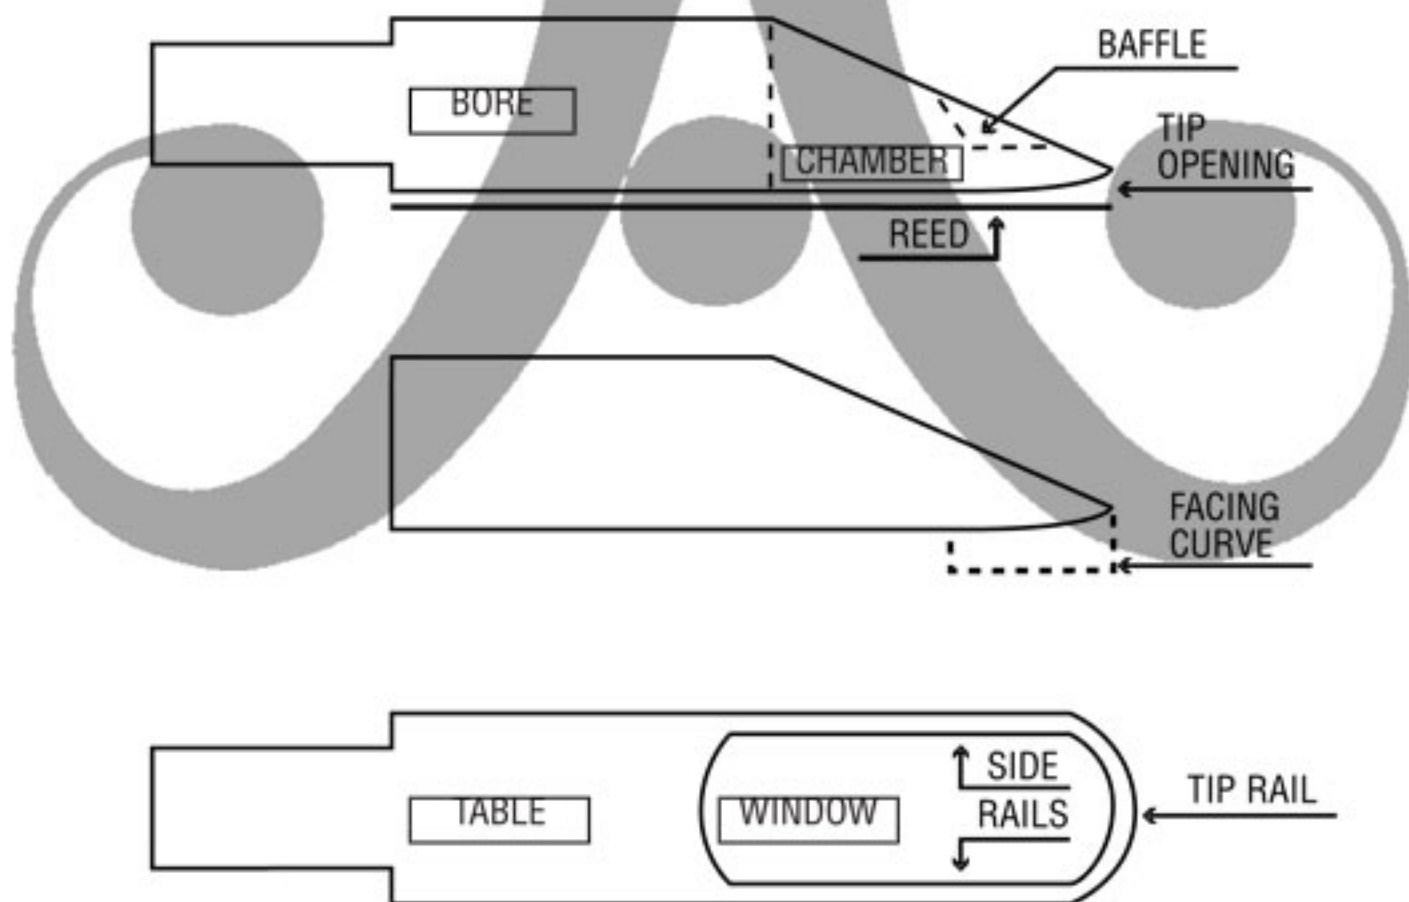 BAFFLE
BORE
TIP
OPENING
CHAMBER
REED
FACING
CURVE
SIDE
RAILS
TIP RAIL
TABLE
WINDOW